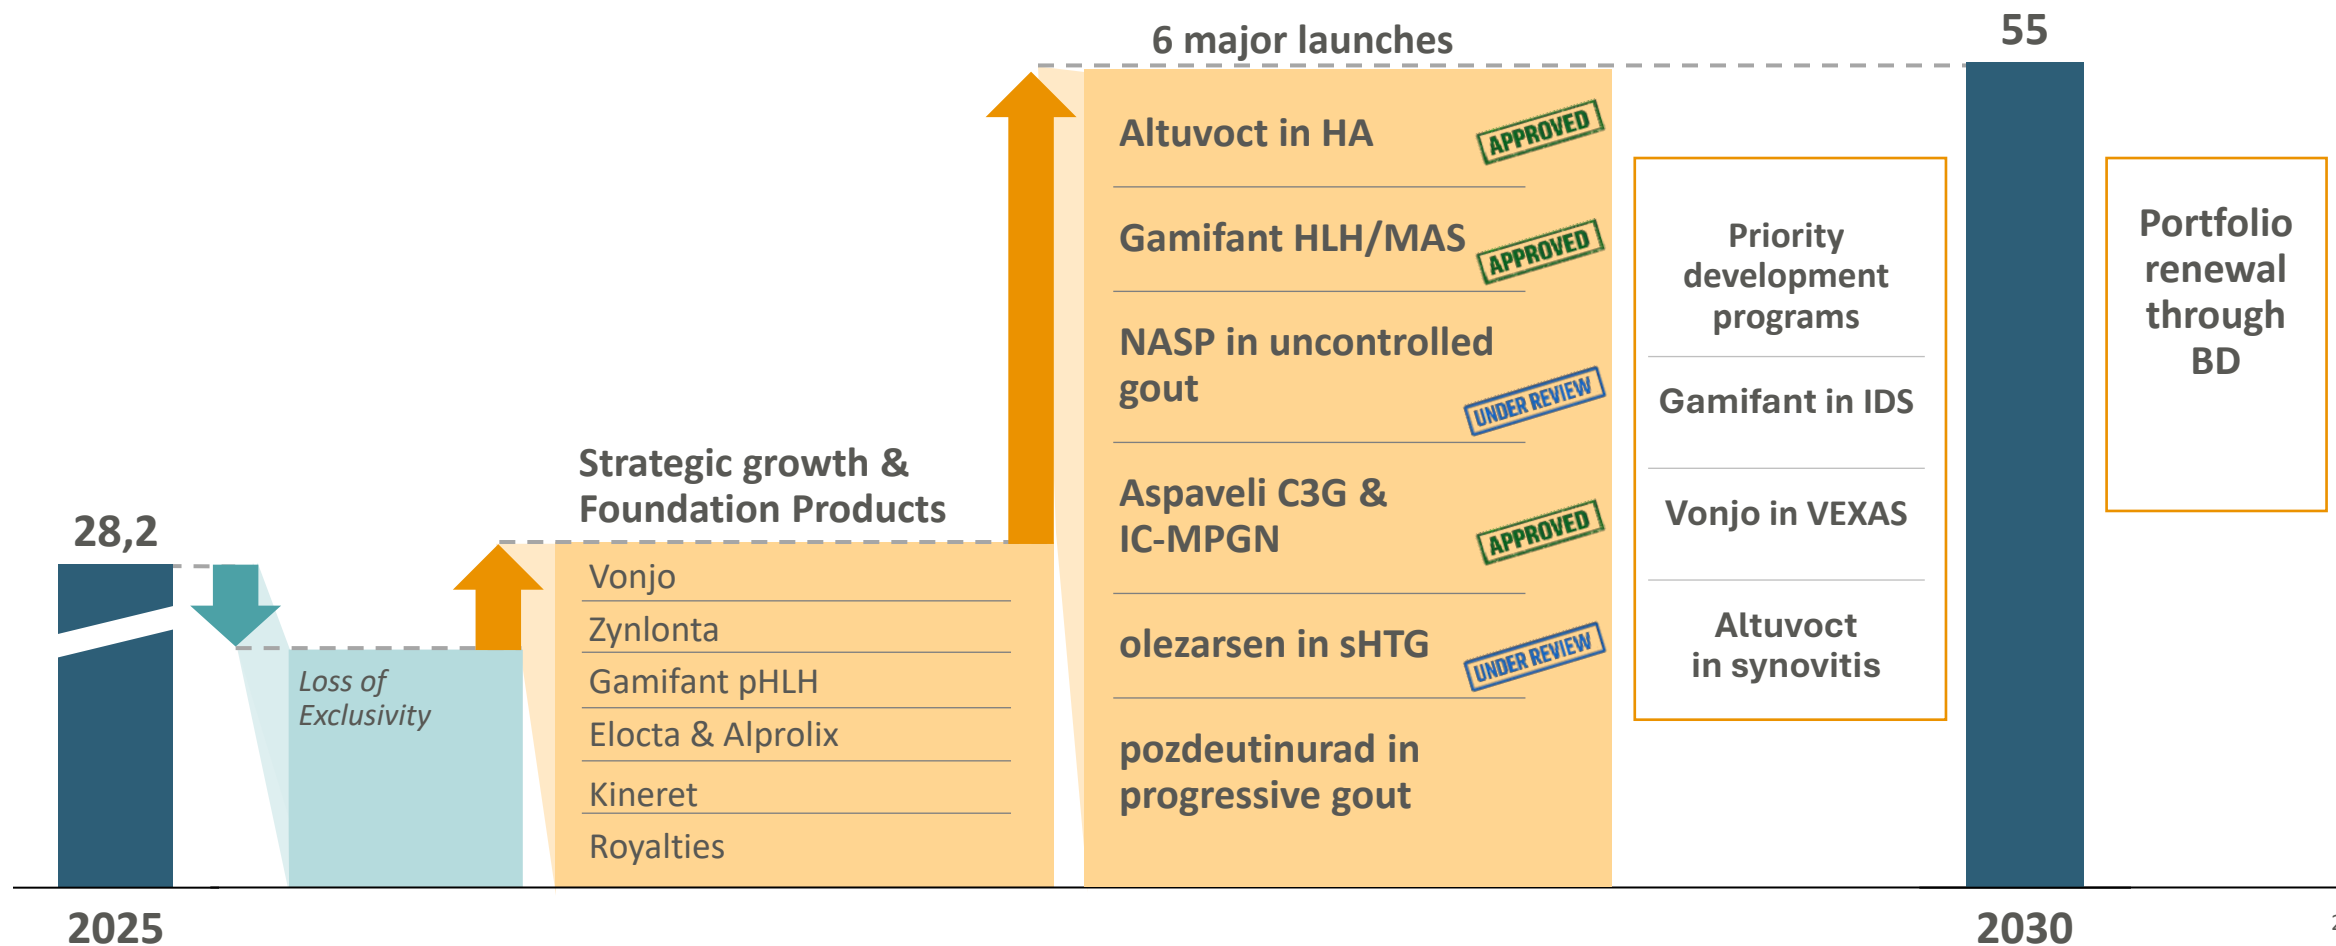 28,2
2025
Loss of
Exclusivity
Strategic growth &
Foundation Products
Vonjo
Zynlonta
Gamifant pHLH
Elocta & Alprolix
Kineret
Royalties
6 major launches
Altuvoct in HA
APPROVED
Gamifant HLH/MAS
APPROVED
NASP in uncontrolled
gout
UNDER REVIEW
Aspaveli C3G &
IC-MPGN
APPROVED
olezarsen in sHTG
UNDER REVIEW
pozdeutinurad in
progressive gout
Priority
development
programs
Gamifant in IDS
Vonjo in VEXAS
Altuvoct
in synovitis
55
2030
Portfolio
renewal
through
BD